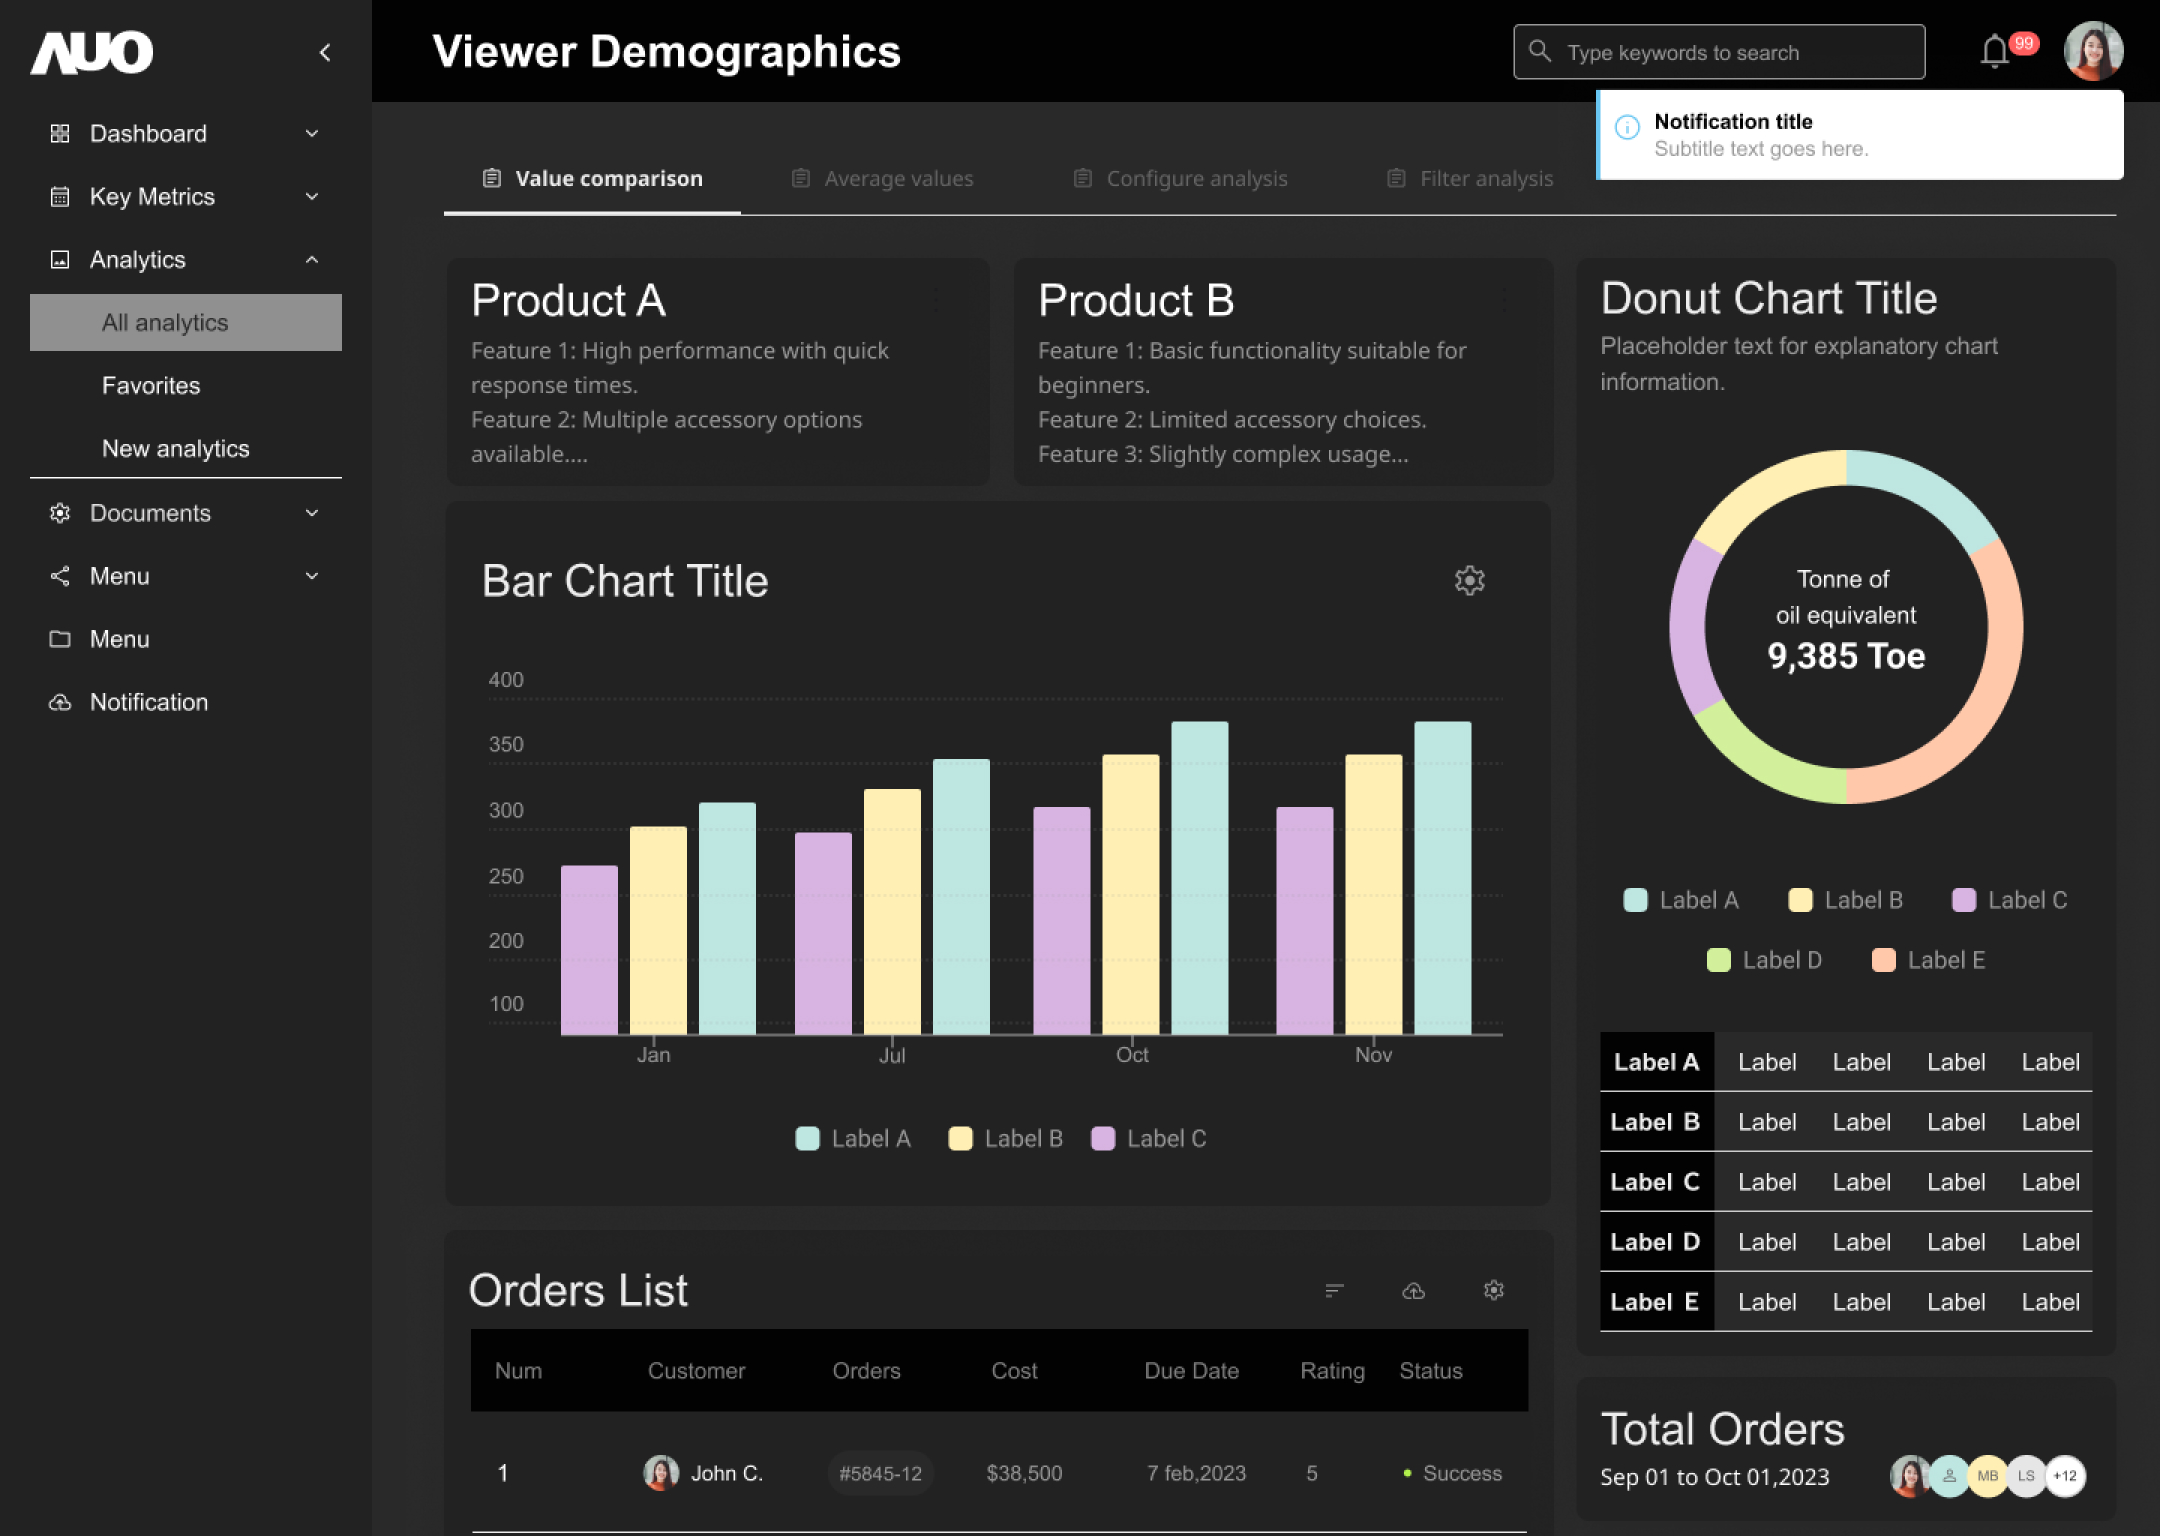 AUO
Dashboard
Key Metrics
Analytics
All analytics
Favorites
New analytics
Documents
Menu
Menu
Notification
Viewer Demographics
Type keywords to search
99
Notification title
Subtitle text goes here.
Value comparison
Average values
Configure analysis
Filter analysis
Product A
Feature 1: High performance with quick
response times.
Feature 2: Multiple accessory options
available....
Product B
Feature 1: Basic functionality suitable for
beginners.
Feature 2: Limited accessory choices.
Feature 3: Slightly complex usage...
Bar Chart Title
400
350
300
250
200
100
Jan Jul Oct Nov
Label A Label B Label C
Orders List
Num Customer Orders Cost Due Date Rating Status
1 John C. #5845-12 $38,500 7 feb,2023 5 Success
Donut Chart Title
Placeholder text for explanatory chart
information.
Tonne of
oil equivalent
9,385 Toe
Label A Label B Label C
Label D Label E
Label A Label Label Label Label
Label B Label Label Label Label
Label C Label Label Label Label
Label D Label Label Label Label
Label E Label Label Label Label
Total Orders
Sep 01 to Oct 01,2023
MB LS +12